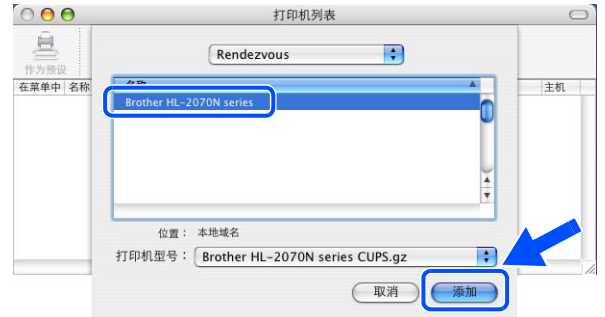 打印机列表
Rendezvous
作为预设
在菜单中 名称
名称
主机
Brother HL-2070N series
位置： 本地域名
打印机型号： Brother HL-2070N series CUPS.gz
取消 添加